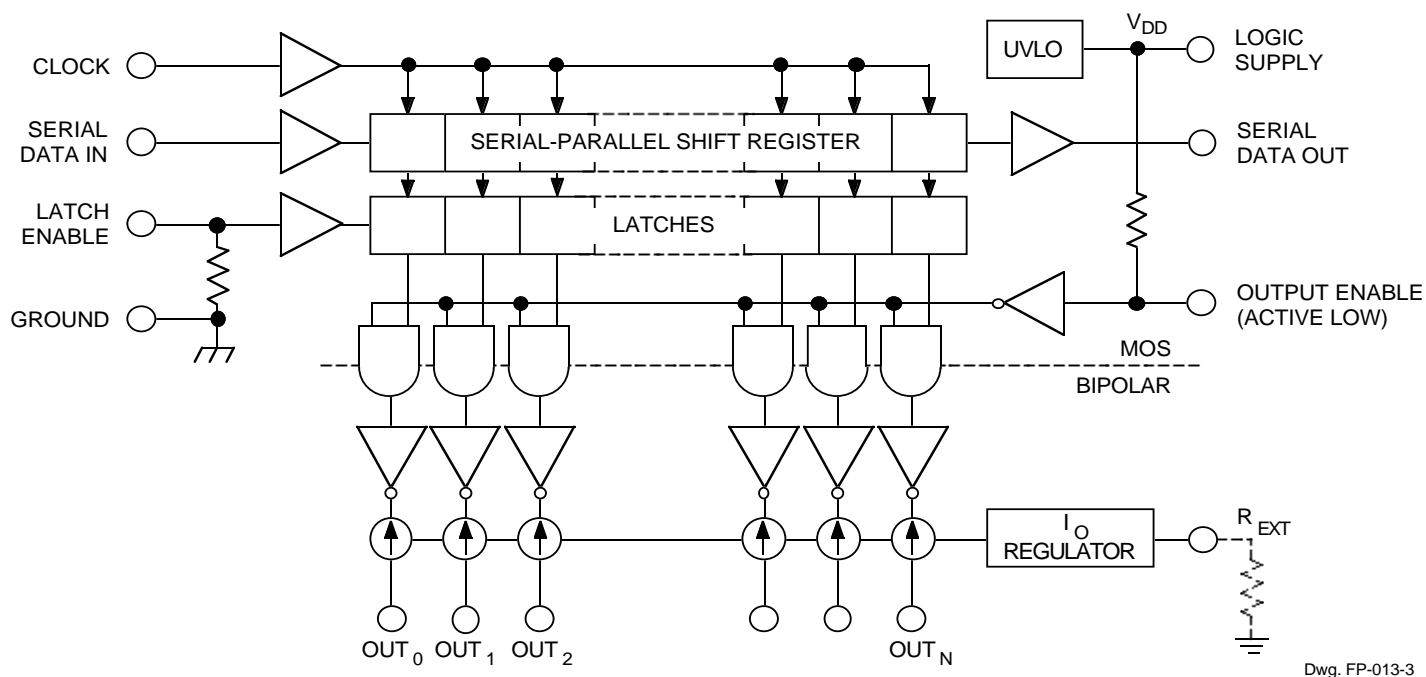 CLOCK
SERIAL
DATA IN
LATCH
ENABLE
GROUND
UVLO
VDD
LOGIC
SUPPLY
SERIAL-PARALLEL SHIFT REGISTER
SERIAL
DATA OUT
LATCHES
OUTPUT ENABLE
(ACTIVE LOW)
MOS
BIPOLAR
IO
REGULATOR
REXT
OUT0
OUT1
OUT2
OUTN
Dwg. FP-013-3